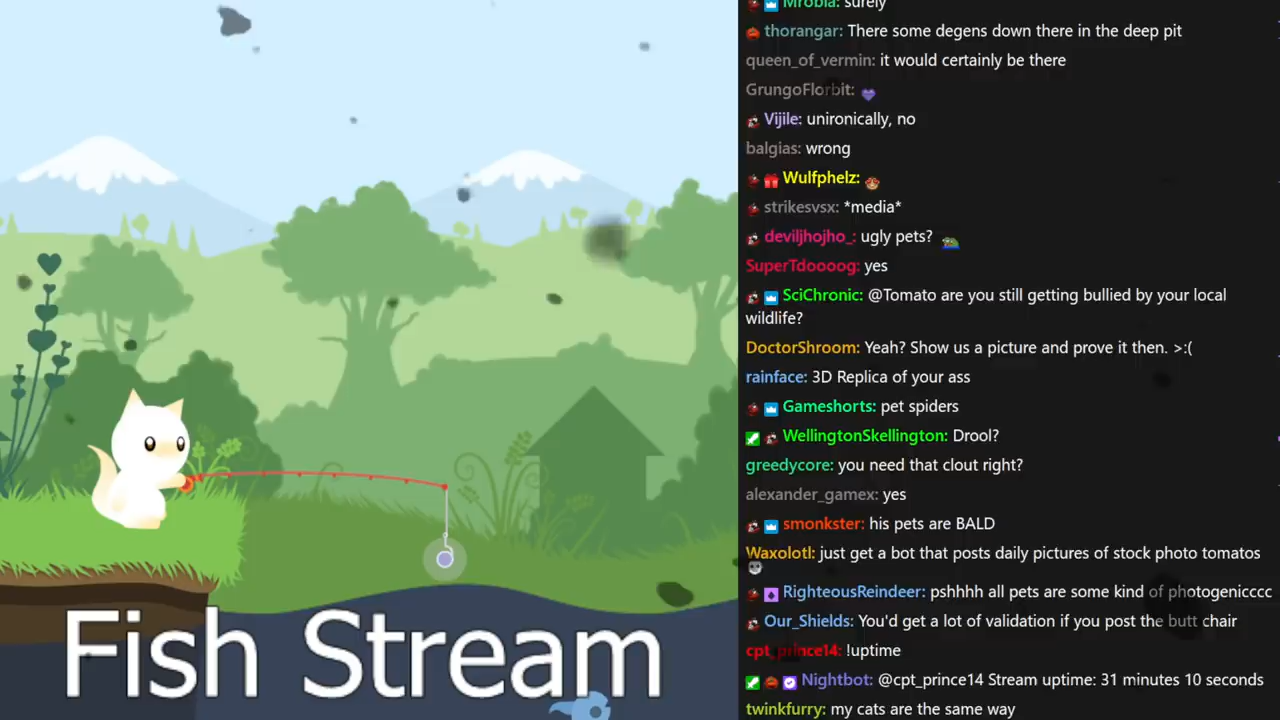 Mrobla: surely
thorangar: There some degens down there in the deep pit
queen_of_vermin: it would certainly be there
GrungoFlorbit:
Vijile: unironically, no
balgias: wrong
Wulfphelz:
strikesvsx: *media*
deviljhojho_: ugly pets?
SuperTdoooog: yes
SciChronic: @Tomato are you still getting bullied by your local
wildlife?
DoctorShroom: Yeah? Show us a picture and prove it then. >:(
rainface: 3D Replica of your ass
Gameshorts: pet spiders
WellingtonSkellington: Drool?
greedycore: you need that clout right?
alexander_gamex: yes
smonkster: his pets are BALD
Waxolotl: just get a bot that posts daily pictures of stock photo tomatos
RighteousReindeer: pshhhh all pets are some kind of photogenicccc
Our_Shields: You'd get a lot of validation if you post the butt chair
cpt_prince14: !uptime
Nightbot: @cpt_prince14 Stream uptime: 31 minutes 10 seconds
twinkfurry: my cats are the same way
Fish Stream